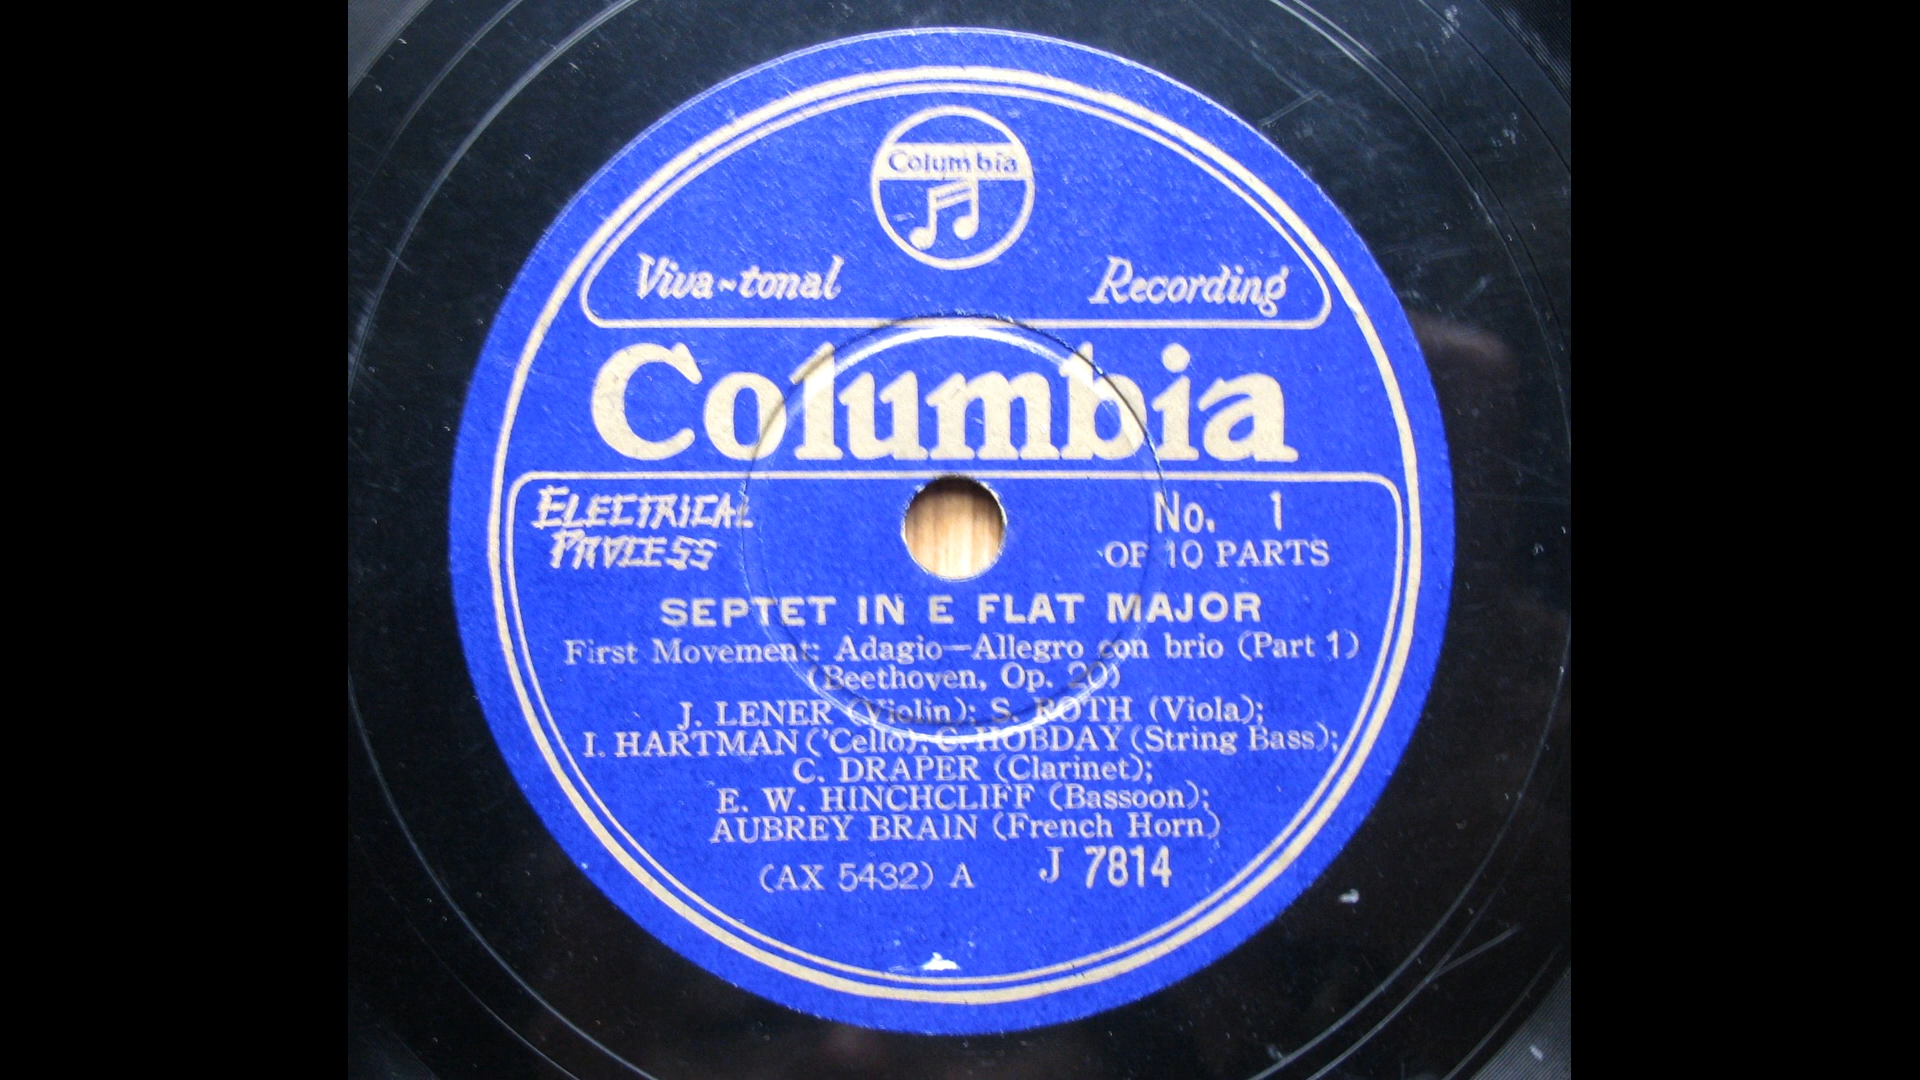 Columbia
Viva-tonal Recording
Columbia
ELECTRICAL
PROCESS
No. 1
OF 10 PARTS
SEPTET IN E FLAT MAJOR
First Movement: Adagio—Allegro con brio (Part 1)
(Beethoven, Op. 20)
J. LENER (Violin); S. ROTH (Viola);
I. HARTMAN ('Cello); C. HOBDAY (String Bass);
C. DRAPER (Clarinet);
E. W. HINCHCLIFF (Bassoon);
AUBREY BRAIN (French Horn)
(AX 5432) A J 7814